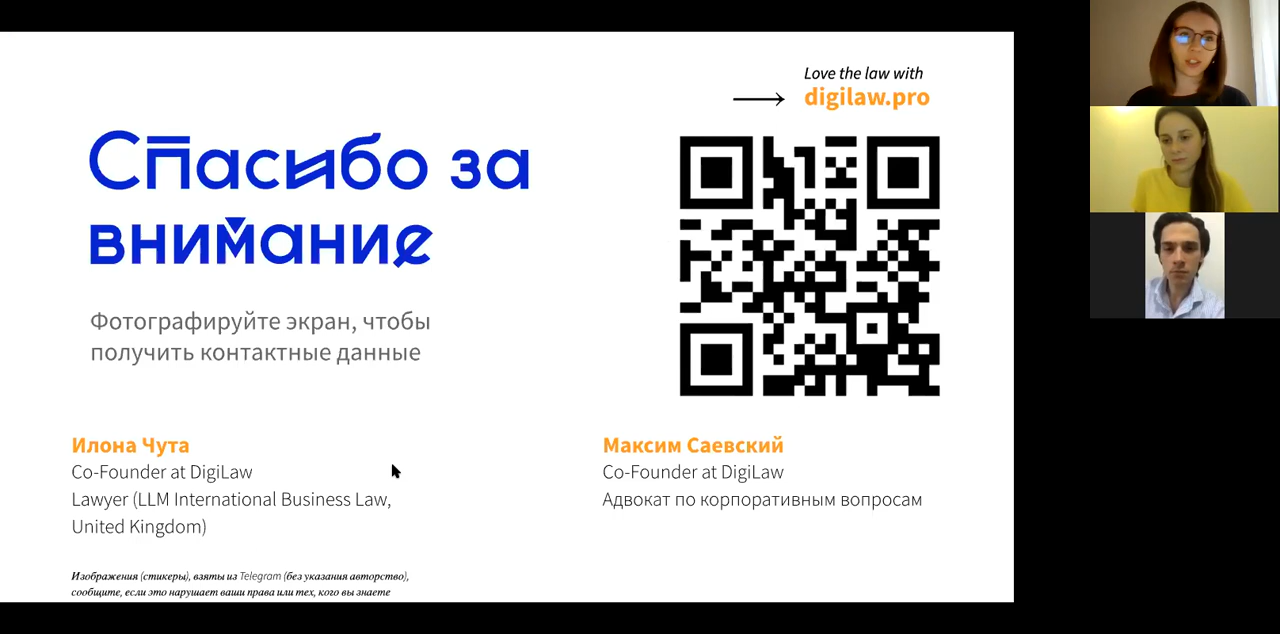 Love the law with
digilaw.pro
Спасибо за
внимание
Фотографируйте экран, чтобы
получить контактные данные
Илона Чута
Co-Founder at DigiLaw
Lawyer (LLM International Business Law,
United Kingdom)
Максим Саевский
Co-Founder at DigiLaw
Адвокат по корпоративным вопросам
Изображения (стикеры), взяты из Telegram (без указания авторство),
сообщите, если это нарушает ваши права или тех, кого вы знаете